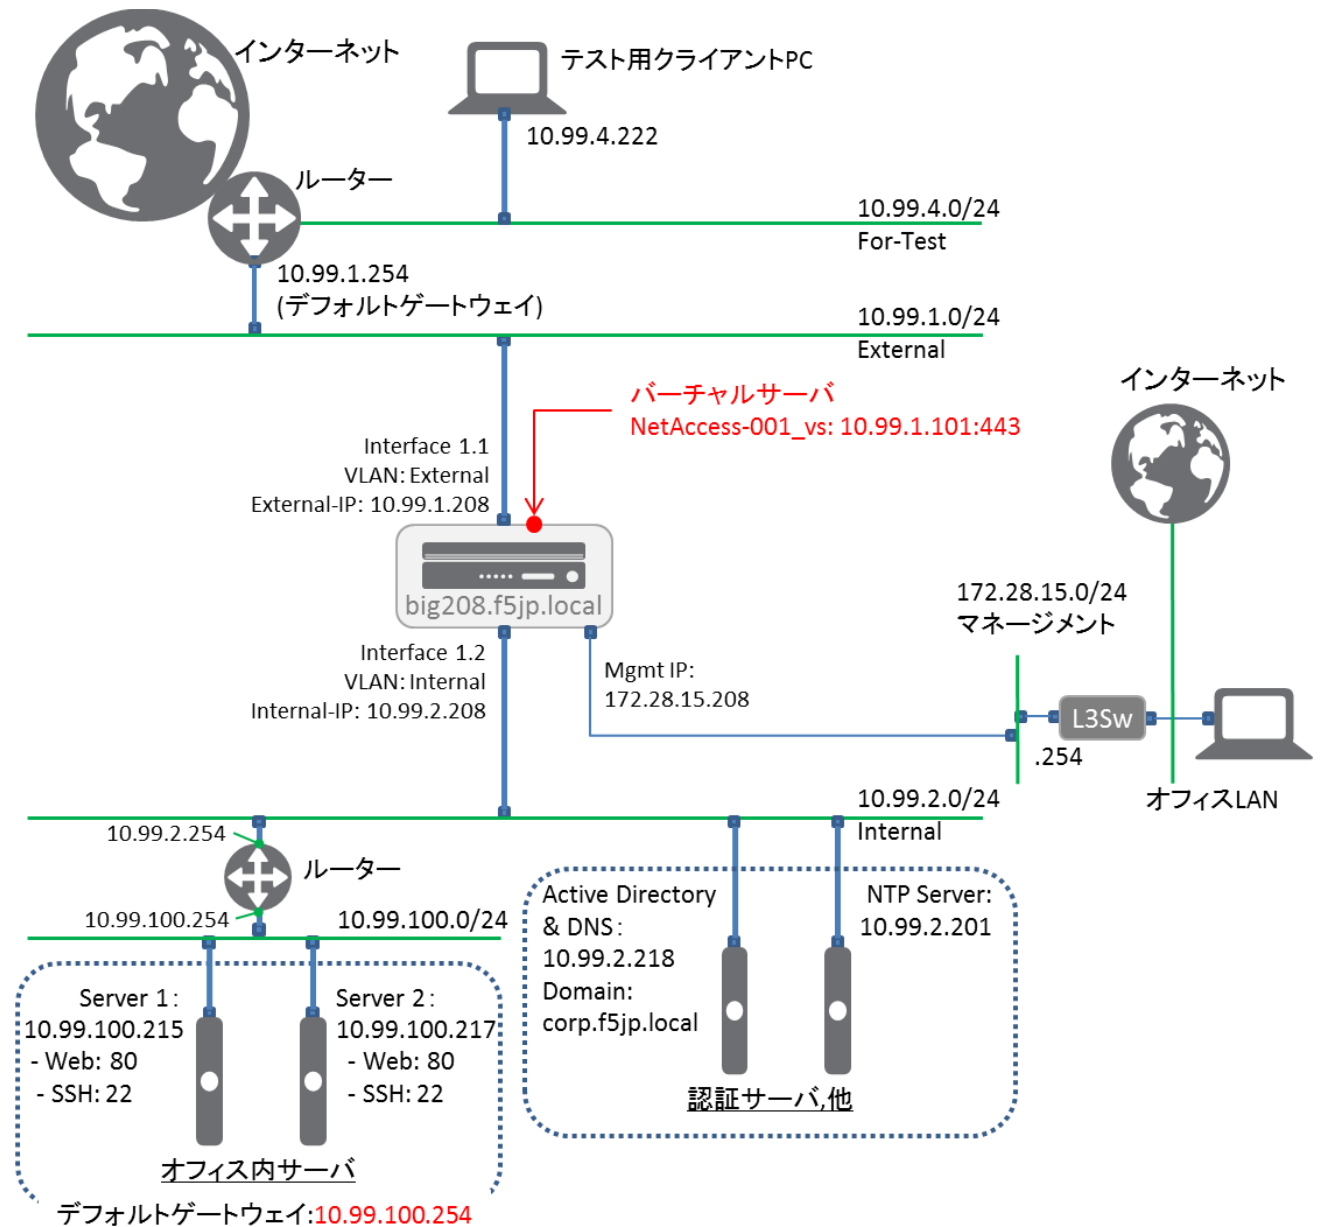 インターネット
テスト用クライアントPC
10.99.4.222
ルーター
10.99.4.0/24
For-Test
10.99.1.254
(デフォルトゲートウェイ)
10.99.1.0/24
External
インターネット
バーチャルサーバ
NetAccess-001_vs: 10.99.1.101:443
Interface 1.1
VLAN: External
External-IP: 10.99.1.208
big208.f5jp.local
172.28.15.0/24
マネージメント
Interface 1.2
VLAN: Internal
Internal-IP: 10.99.2.208
Mgmt IP:
172.28.15.208
L3Sw
.254
オフィスLAN
10.99.2.0/24
Internal
10.99.2.254
ルーター
10.99.100.254
10.99.100.0/24
Active Directory
& DNS:
10.99.2.218
Domain:
corp.f5jp.local
NTP Server:
10.99.2.201
認証サーバ,他
Server 1:
10.99.100.215
- Web: 80
- SSH: 22
Server 2:
10.99.100.217
- Web: 80
- SSH: 22
オフィス内サーバ
デフォルトゲートウェイ:10.99.100.254